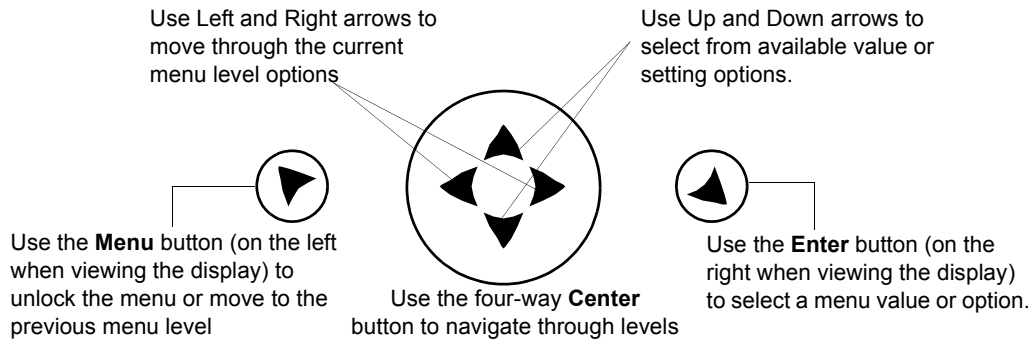 Use Left and Right arrows to
move through the current
menu level options
Use Up and Down arrows to
select from available value or
setting options.
Use the Menu button (on the left
when viewing the display) to
unlock the menu or move to the
previous menu level
Use the four-way Center
button to navigate through levels
Use the Enter button (on the
right when viewing the display)
to select a menu value or option.